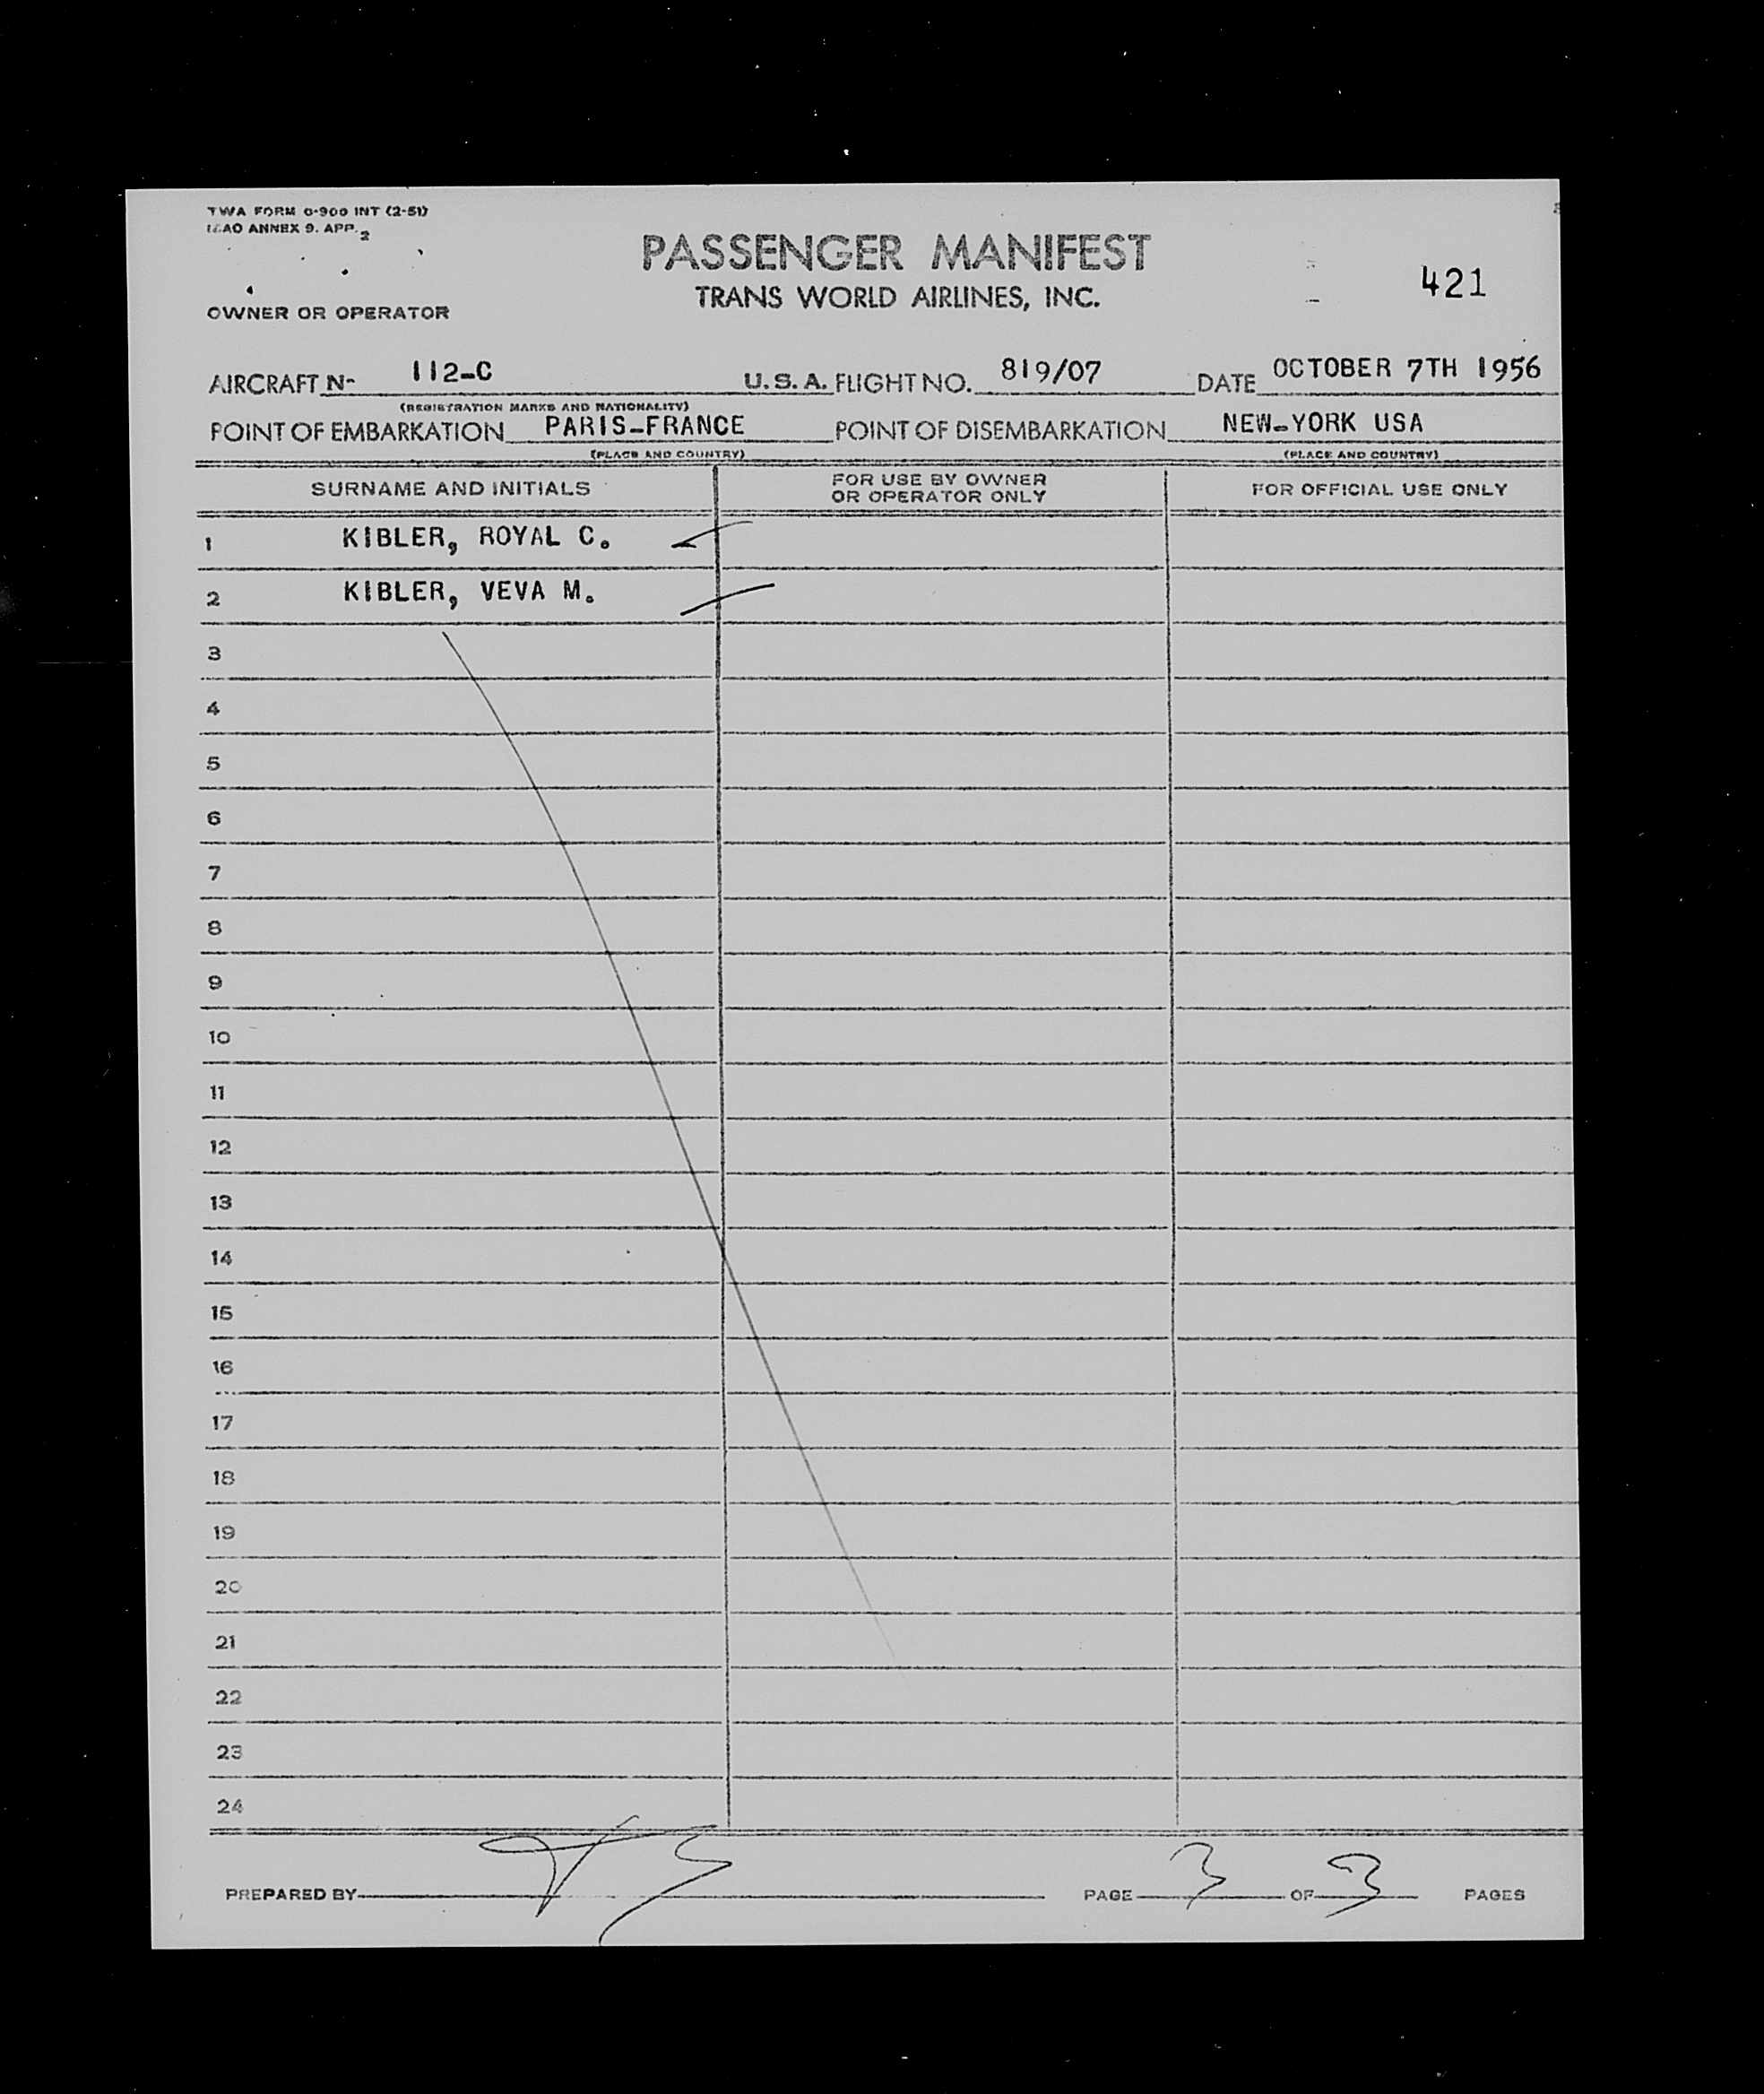 TWA FORM O-900 INT (2-51)
ICAO ANNEX 9. APP. 2
PASSENGER MANIFEST
421
TRANS WORLD AIRLINES, INC.
OWNER OR OPERATOR
AIRCRAFT N- 112-C U.S.A. FLIGHT NO. 819/07 DATE OCTOBER 7TH 1956
(REGISTRATION MARKS AND NATIONALITY)
POINT OF EMBARKATION PARIS-FRANCE POINT OF DISEMBARKATION NEW-YORK USA
(PLACE AND COUNTRY) (PLACE AND COUNTRY)
SURNAME AND INITIALS FOR USE BY OWNER OR OPERATOR ONLY FOR OFFICIAL USE ONLY
1 KIBLER, ROYAL C.
2 KIBLER, VEVA M.
3
4
5
6
7
8
9
10
11
12
13
14
15
16
17
18
19
20
21
22
23
24
PREPARED BY PAGE 3 OF 3 PAGES